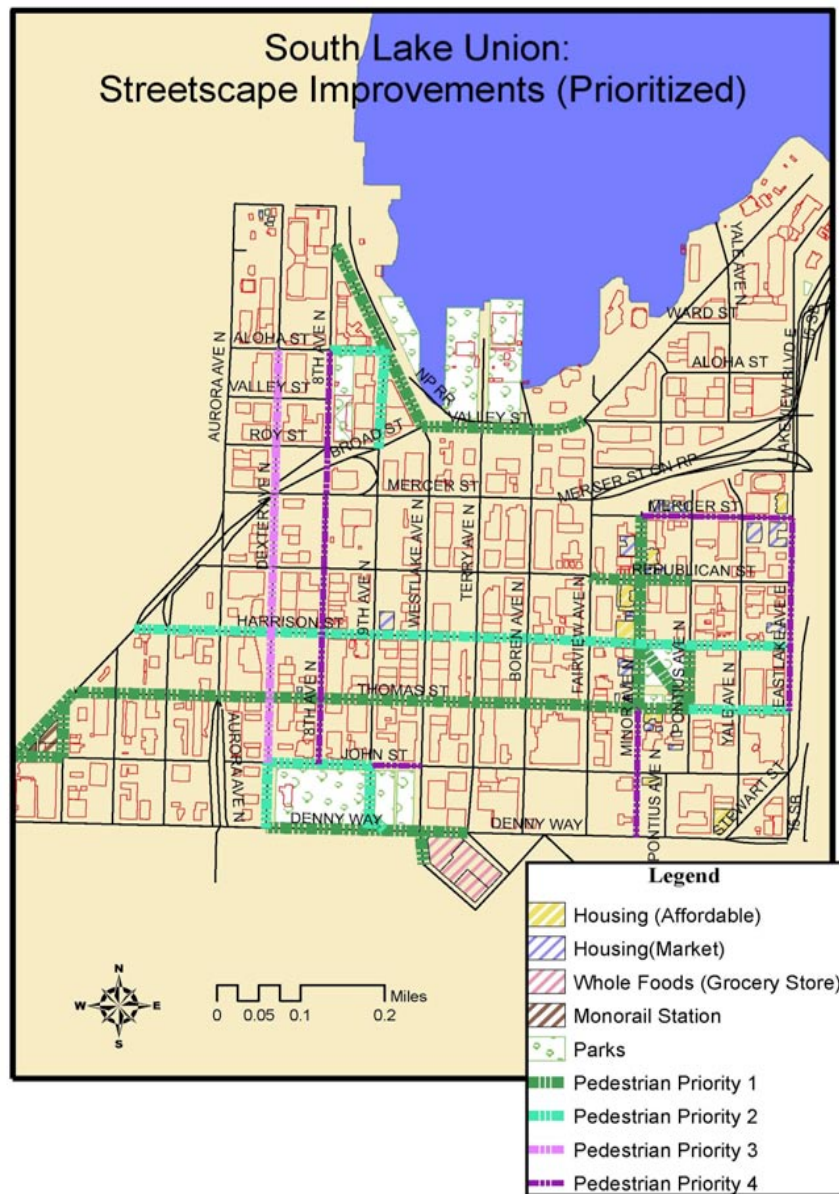 South Lake Union:
Streetscape Improvements (Prioritized)
YALE AVE N
WARD ST
I5 SB
ALOHA ST
ALOHA ST
8TH AVE N
AURORA AVE N
VALLEY ST
NP RR
VALLEY ST
LAKEVIEW BLVD E
ROY ST
BROAD ST
MERCER ST
MERCER ST ON RP
MERCER ST
DEXTER AVE N
WESTLAKE AVE N
TERRY AVE N
9TH AVE N
REPUBLICAN ST
BOREN AVE N
FAIRVIEW AVE N
HARRISON ST
EASTLAKE AVE E
PONTIUS AVE N
MINOR AVE N
YALE AVE N
THOMAS ST
8TH AVE N
AURORA AVE N
JOHN ST
STEWART ST
PONTIUS AVE N
I5 SB
DENNY WAY
DENNY WAY
Legend
Housing (Affordable)
Housing(Market)
Whole Foods (Grocery Store)
Monorail Station
Parks
Pedestrian Priority 1
Pedestrian Priority 2
Pedestrian Priority 3
Pedestrian Priority 4
N
W E
S
Miles
0 0.05 0.1 0.2